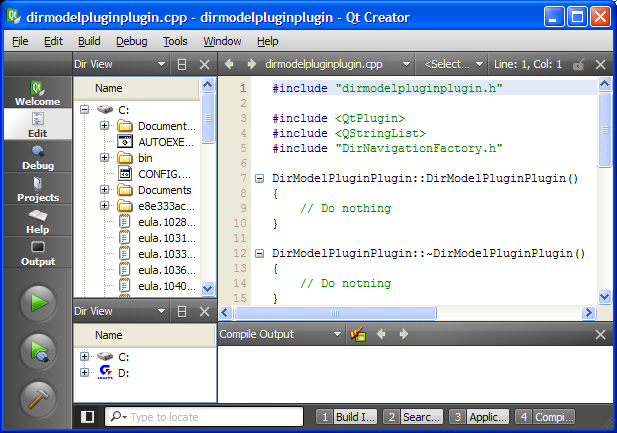 dirmodelpluginplugin.cpp - dirmodelpluginplugin - Qt Creator
File Edit Build Debug Tools Window Help
Dir View
dirmodelpluginplugin.cpp
<Select...
Line: 1, Col: 1
Welcome
Edit
Debug
Projects
Help
Output
Name
C:
Document...
AUTOEXE...
bin
CONFIG....
Documents
e8e333ac...
eula.1028...
eula.1031...
eula.1033...
eula.1036...
eula.1040...
1 #include "dirmodelpluginplugin.h"
2
3 #include <QtPlugin>
4 #include <QStringList>
5 #include "DirNavigationFactory.h"
6
7 DirModelPluginPlugin::DirModelPluginPlugin()
8 {
9 // Do nothing
10 }
11
12 DirModelPluginPlugin::~DirModelPluginPlugin()
13 {
14 // Do notning
15 }
Dir View
Name
C:
D:
Compile Output
Type to locate
1 Build I...
2 Searc...
3 Applic...
4 Compi...